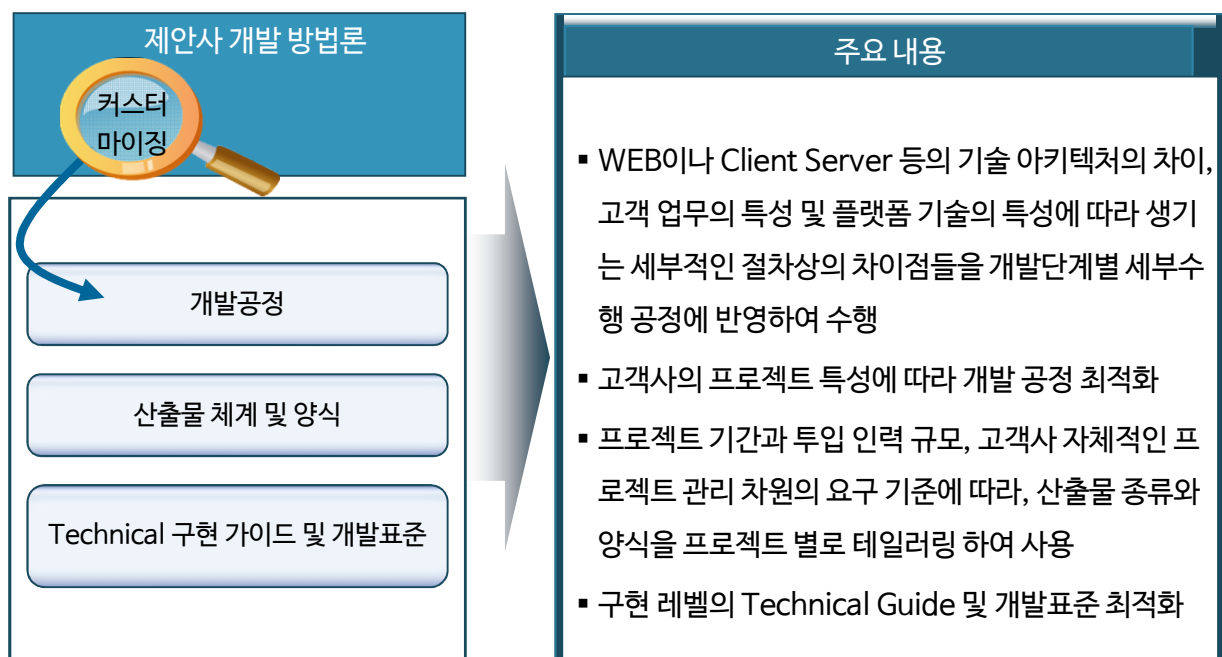 제안사 개발 방법론
커스터
마이징
개발공정
산출물 체계 및 양식
Technical 구현 가이드 및 개발표준
주요 내용
▪ WEB이나 Client Server 등의 기술 아키텍처의 차이,
고객 업무의 특성 및 플랫폼 기술의 특성에 따라 생기
는 세부적인 절차상의 차이점들을 개발단계별 세부수
행 공정에 반영하여 수행
▪ 고객사의 프로젝트 특성에 따라 개발 공정 최적화
▪ 프로젝트 기간과 투입 인력 규모, 고객사 자체적인 프
로젝트 관리 차원의 요구 기준에 따라, 산출물 종류와
양식을 프로젝트 별로 테일러링 하여 사용
▪ 구현 레벨의 Technical Guide 및 개발표준 최적화